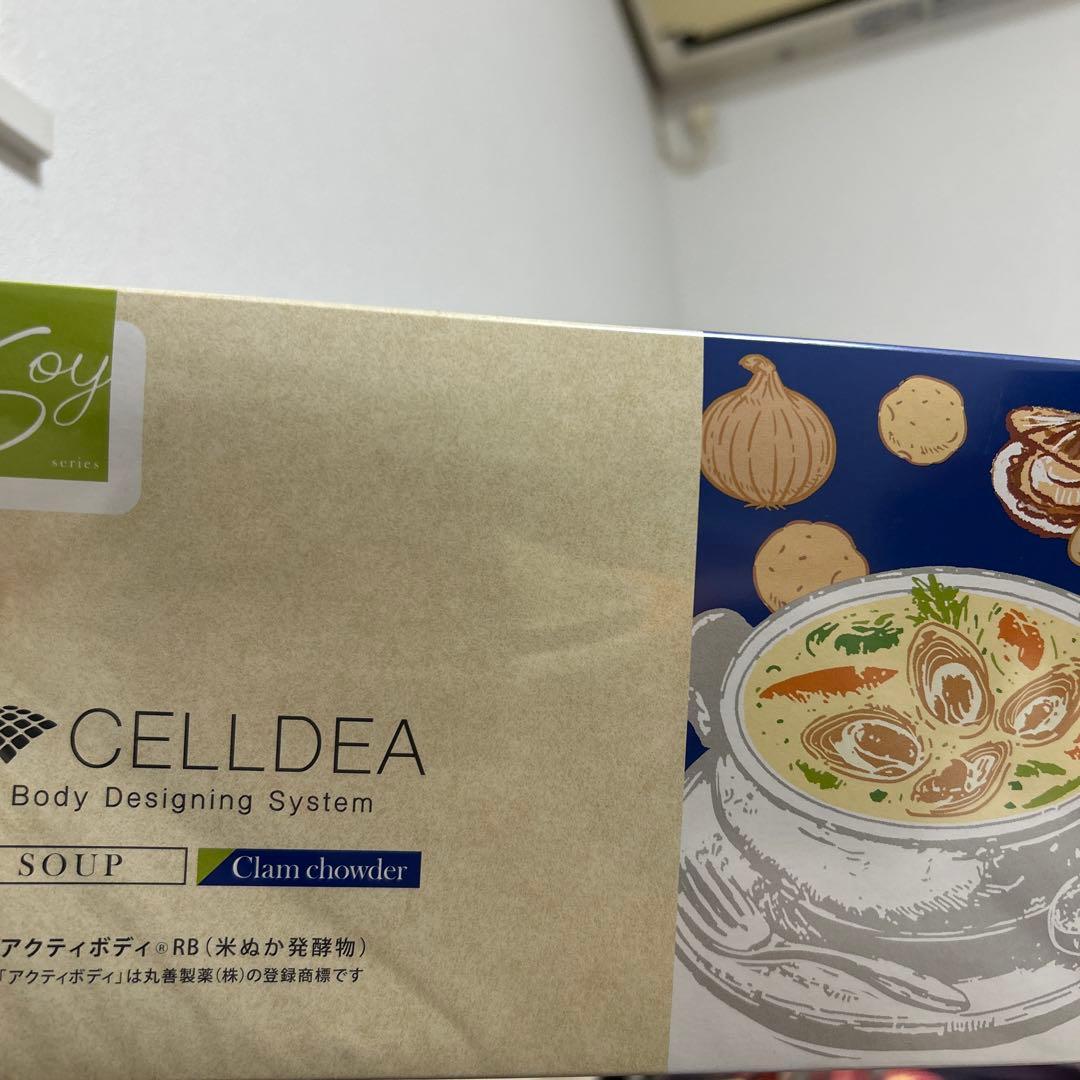 Soy
series
CELLDEA
Body Designing System
SOUP
Clam chowder
アクティボディ®RB(米ぬか発酵物)
「アクティボディ」は丸善製薬(株)の登録商標です